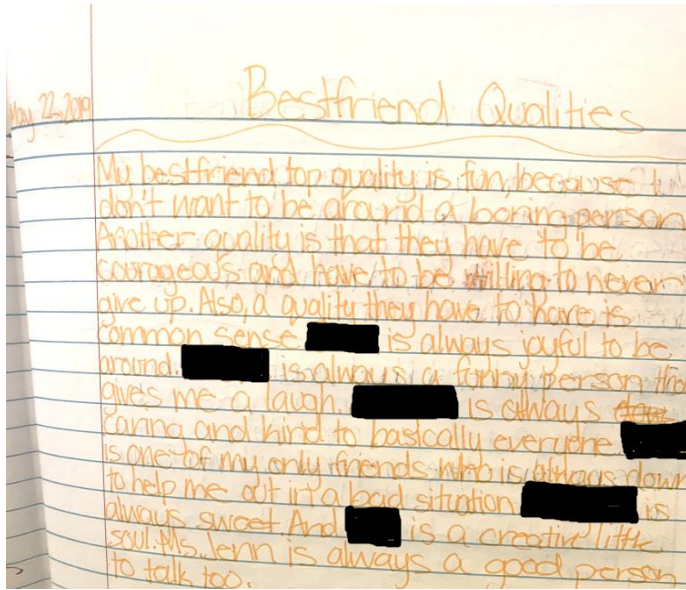 May 22, 2019
Bestfriend Qualities
My bestfriend top quality is fun, because I
don't want to be around a boring person
Another quality is that they have to be
courageous and have to be willing to never
give up. Also, a quality they have to have is
common sense is always joyful to be
around. is always a funny person tha
gives me a laugh. is always
caring and kind to basically everyone.
is one of my only friends who is always down
to help me out in a bad sitation is
always sweet And is a creative little
soul. Ms. Jenn is always a good person
to talk too.